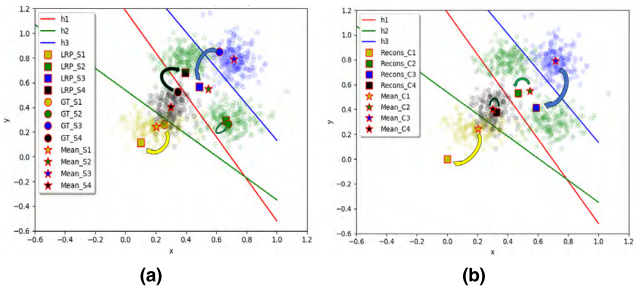 (a)
h1
h2
h3
LRP_S1
LRP_S2
LRP_S3
LRP_S4
GT_S1
GT_S2
GT_S3
GT_S4
Mean_S1
Mean_S2
Mean_S3
Mean_S4
y
1.2
1.0
0.8
0.6
0.4
0.2
0.0
−0.2
−0.4
−0.6
−0.6 −0.4 −0.2 0.0 0.2 0.4 0.6 0.8 1.0 1.2
x
(a)
(b)
h1
h2
h3
Recons_C1
Recons_C2
Recons_C3
Recons_C4
Mean_C1
Mean_C2
Mean_C3
Mean_C4
y
1.2
1.0
0.8
0.6
0.4
0.2
0.0
−0.2
−0.4
−0.6
−0.6 −0.4 −0.2 0.0 0.2 0.4 0.6 0.8 1.0 1.2
x
(b)